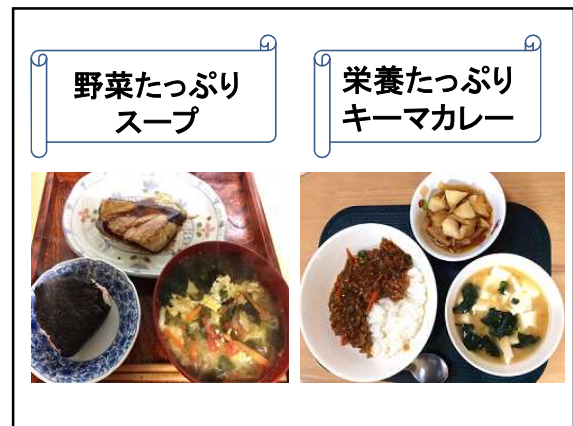 野菜たっぷり
スープ
栄養たっぷり
キーマカレー